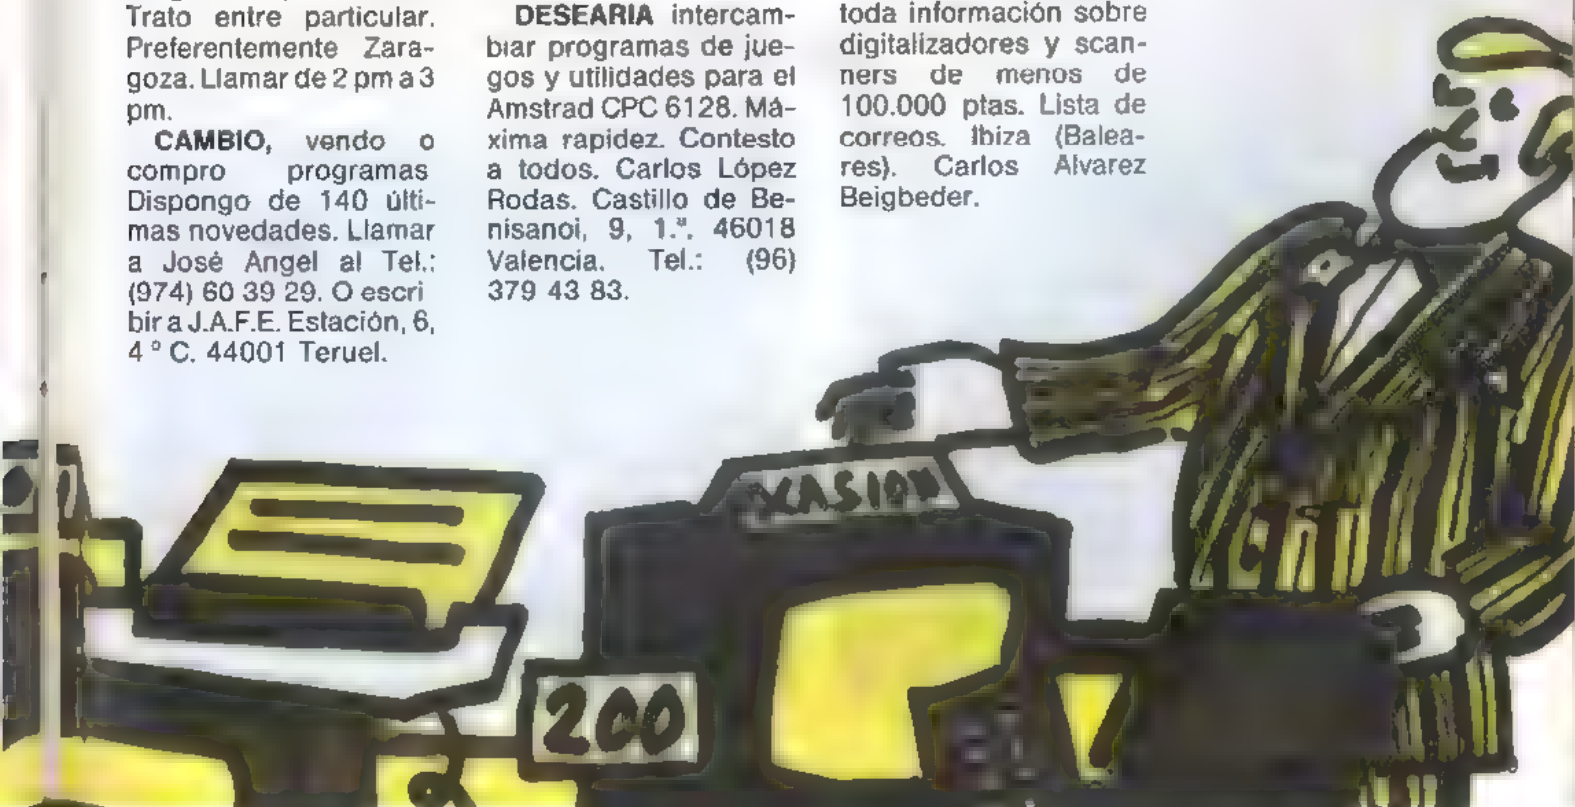 Trato entre particular.
Preferentemente Zara-
goza. Llamar de 2 pm a 3
pm.
CAMBIO, vendo o
compro programas
Dispongo de 140 últi-
mas novedades. Llamar
a José Angel al Tel.:
(974) 60 39 29. O escri
bir a J.A.F.E. Estación, 6,
4º C. 44001 Teruel.
DESEARIA intercam-
biar programas de jue-
gos y utilidades para el
Amstrad CPC 6128. Má-
xima rapidez. Contesto
a todos. Carlos López
Rodas. Castillo de Be-
nisanoi, 9, 1.ª. 46018
Valencia. Tel.: (96)
379 43 83.
toda información sobre
digitalizadores y scan-
ners de menos de
100.000 ptas. Lista de
correos. Ibiza (Balea-
res). Carlos Alvarez
Beigbeder.
OKASION
200